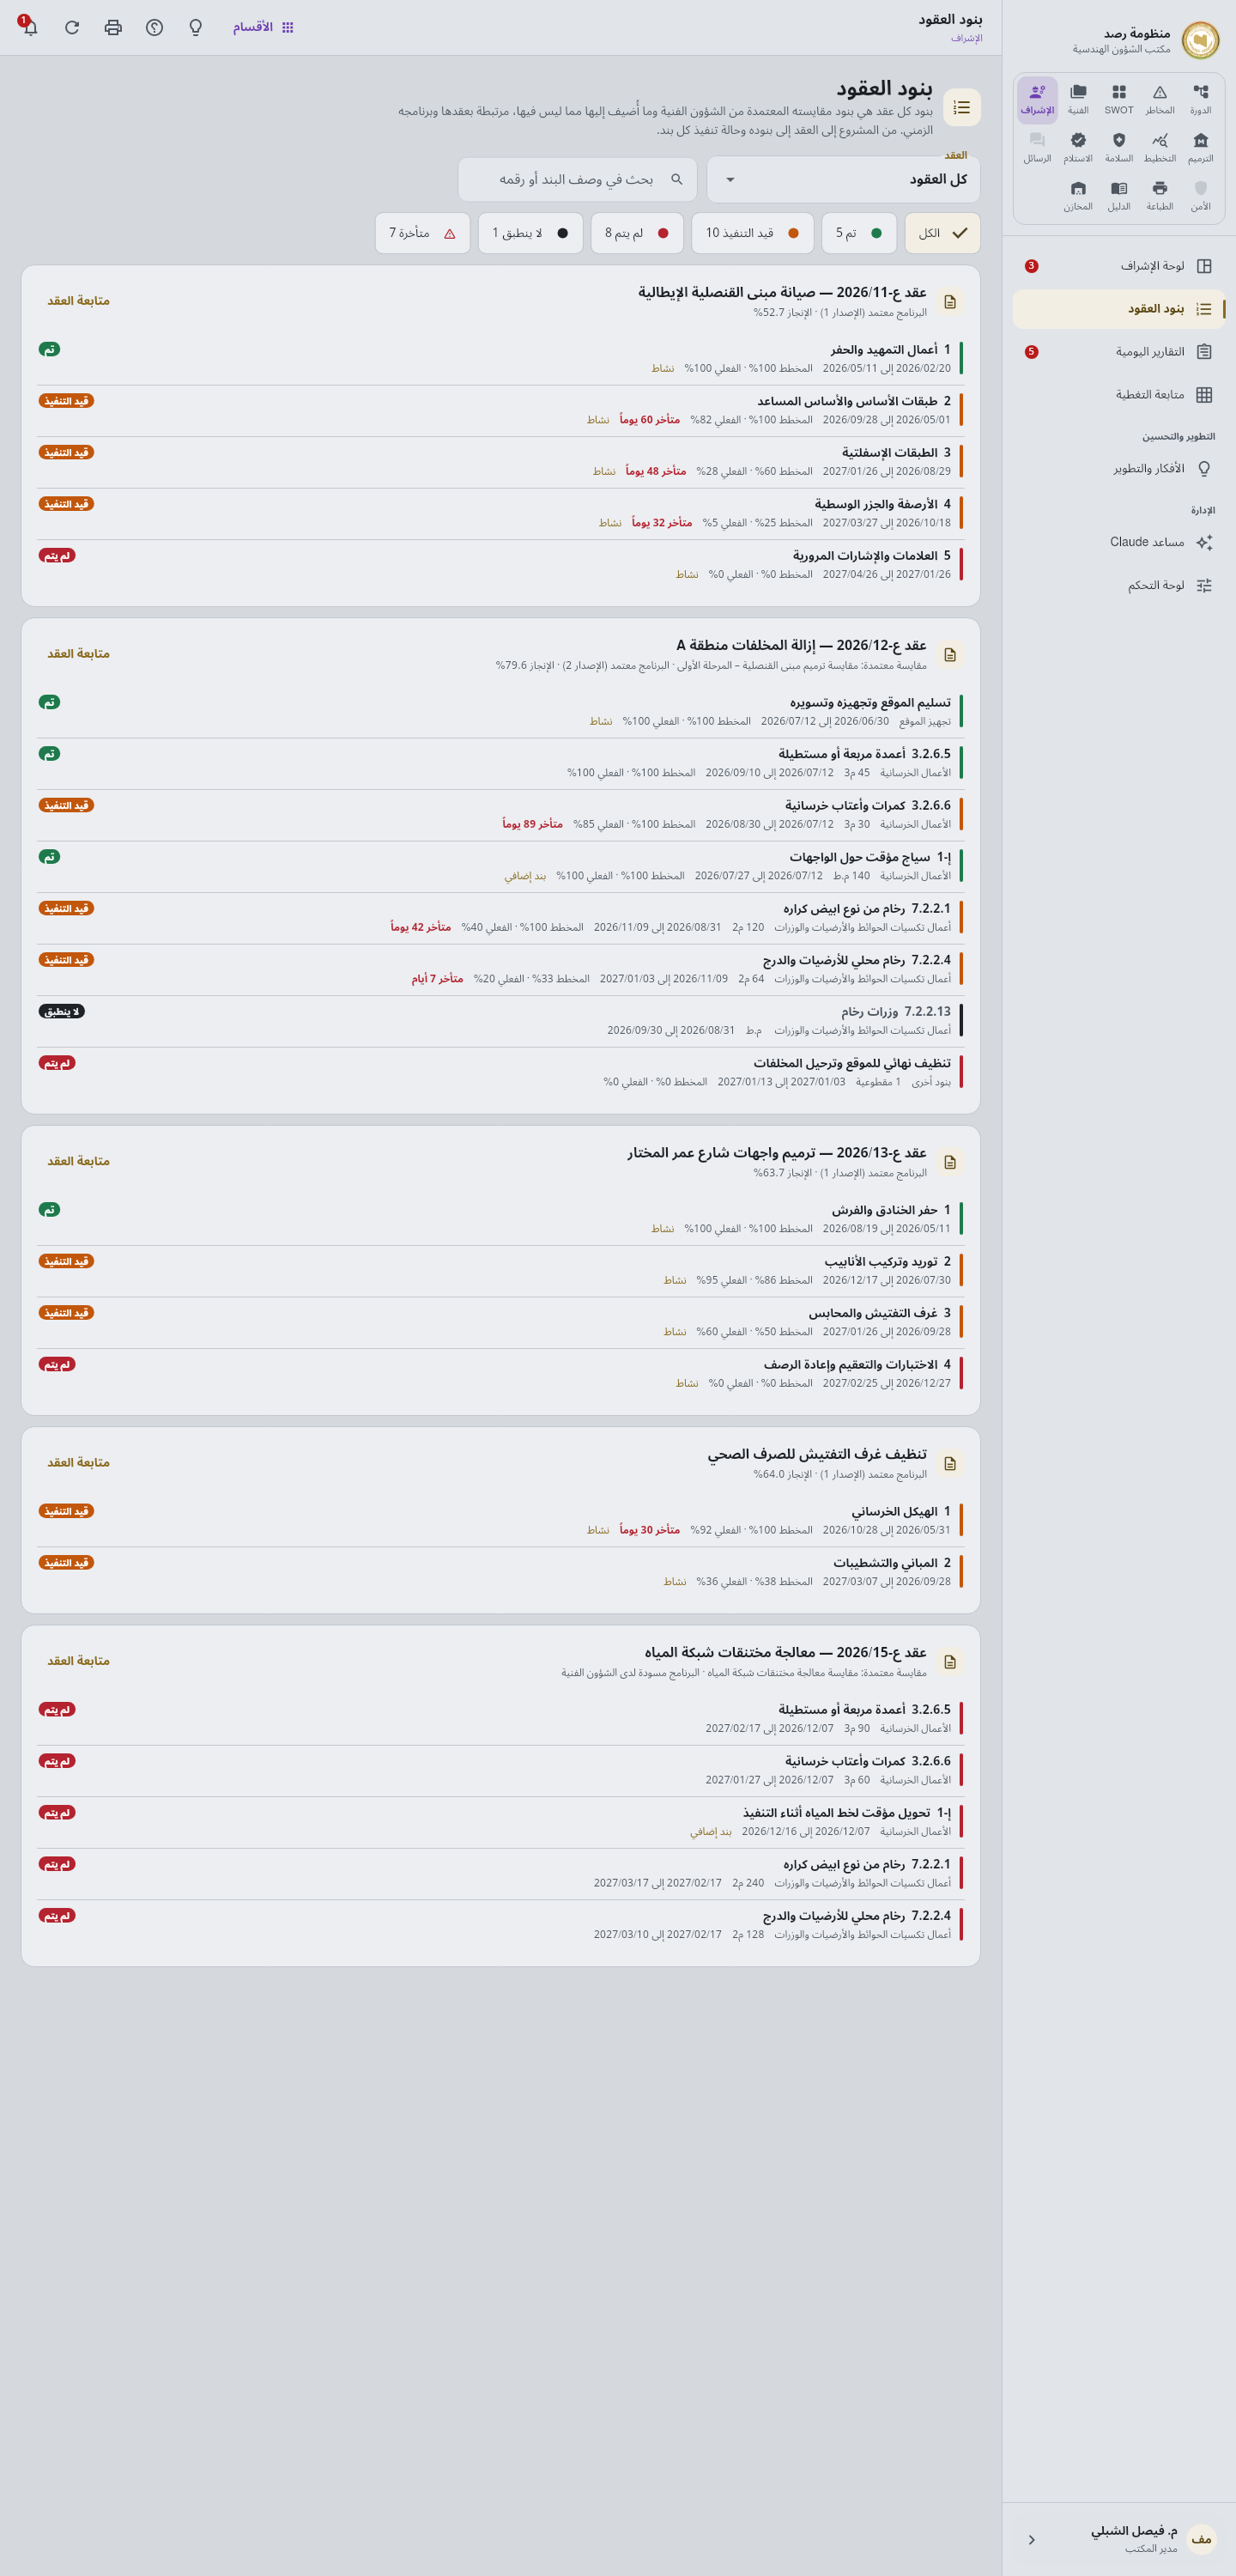 منظومة رصد
مكتب الشؤون الهندسية
الدورة
المخاطر
SWOT
الفنية
الإشراف
الترميم
التخطيط
السلامة
الاستلام
الرسائل
الأمن
الطباعة
الدليل
المخازن
لوحة الإشراف
3
بنود العقود
التقارير اليومية
5
متابعة التغطية
التطوير والتحسين
الأفكار والتطوير
الإدارة
مساعد Claude
لوحة التحكم
م. فيصل الشبلي
مدير المكتب
مف
بنود العقود
الإشراف
الأقسام
1
بنود العقود
بنود كل عقد هي بنود مقايسته المعتمدة من الشؤون الفنية وما أُضيف إليها مما ليس فيها، مرتبطة بعقدها وبرنامجه
الزمني. من المشروع إلى العقد إلى بنوده وحالة تنفيذ كل بند.
العقد
كل العقود
بحث في وصف البند أو رقمه
الكل
تم 5
قيد التنفيذ 10
لم يتم 8
لا ينطبق 1
متأخرة 7
عقد ع-2026/11 — صيانة مبنى القنصلية الإيطالية
البرنامج معتمد (الإصدار 1) · الإنجاز 52.7%
متابعة العقد
1 أعمال التمهيد والحفر
2026/02/20 إلى 2026/05/11 المخطط 100% · الفعلي 100% نشاط
تم
2 طبقات الأساس والأساس المساعد
2026/05/01 إلى 2026/09/28 المخطط 100% · الفعلي 82% متأخر 60 يوماً نشاط
قيد التنفيذ
3 الطبقات الإسفلتية
2026/08/29 إلى 2027/01/26 المخطط 60% · الفعلي 28% متأخر 48 يوماً نشاط
قيد التنفيذ
4 الأرصفة والجزر الوسطية
2026/10/18 إلى 2027/03/27 المخطط 25% · الفعلي 5% متأخر 32 يوماً نشاط
قيد التنفيذ
5 العلامات والإشارات المرورية
2027/01/26 إلى 2027/04/26 المخطط 0% · الفعلي 0% نشاط
لم يتم
عقد ع-2026/12 — إزالة المخلفات منطقة A
مقايسة معتمدة: مقايسة ترميم مبنى القنصلية – المرحلة الأولى · البرنامج معتمد (الإصدار 2) · الإنجاز 79.6%
متابعة العقد
تسليم الموقع وتجهيزه وتسويره
تجهيز الموقع 2026/06/30 إلى 2026/07/12 المخطط 100% · الفعلي 100% نشاط
تم
3.2.6.5 أعمدة مربعة أو مستطيلة
الأعمال الخرسانية 45 م3 2026/07/12 إلى 2026/09/10 المخطط 100% · الفعلي 100%
تم
3.2.6.6 كمرات وأعتاب خرسانية
الأعمال الخرسانية 30 م3 2026/07/12 إلى 2026/08/30 المخطط 100% · الفعلي 85% متأخر 89 يوماً
قيد التنفيذ
إ-1 سياج مؤقت حول الواجهات
الأعمال الخرسانية 140 م.ط 2026/07/12 إلى 2026/07/27 المخطط 100% · الفعلي 100% بند إضافي
تم
7.2.2.1 رخام من نوع ابيض كراره
أعمال تكسيات الحوائط والأرضيات والوزرات 120 م2 2026/08/31 إلى 2026/11/09 المخطط 100% · الفعلي 40% متأخر 42 يوماً
قيد التنفيذ
7.2.2.4 رخام محلي للأرضيات والدرج
أعمال تكسيات الحوائط والأرضيات والوزرات 64 م2 2026/11/09 إلى 2027/01/03 المخطط 33% · الفعلي 20% متأخر 7 أيام
قيد التنفيذ
7.2.2.13 وزرات رخام
أعمال تكسيات الحوائط والأرضيات والوزرات م.ط 2026/08/31 إلى 2026/09/30
لا ينطبق
تنظيف نهائي للموقع وترحيل المخلفات
بنود أخرى 1 مقطوعية 2027/01/03 إلى 2027/01/13 المخطط 0% · الفعلي 0%
لم يتم
عقد ع-2026/13 — ترميم واجهات شارع عمر المختار
البرنامج معتمد (الإصدار 1) · الإنجاز 63.7%
متابعة العقد
1 حفر الخنادق والفرش
2026/05/11 إلى 2026/08/19 المخطط 100% · الفعلي 100% نشاط
تم
2 توريد وتركيب الأنابيب
2026/07/30 إلى 2026/12/17 المخطط 86% · الفعلي 95% نشاط
قيد التنفيذ
3 غرف التفتيش والمحابس
2026/09/28 إلى 2027/01/26 المخطط 50% · الفعلي 60% نشاط
قيد التنفيذ
4 الاختبارات والتعقيم وإعادة الرصف
2026/12/27 إلى 2027/02/25 المخطط 0% · الفعلي 0% نشاط
لم يتم
تنظيف غرف التفتيش للصرف الصحي
البرنامج معتمد (الإصدار 1) · الإنجاز 64.0%
متابعة العقد
1 الهيكل الخرساني
2026/05/31 إلى 2026/10/28 المخطط 100% · الفعلي 92% متأخر 30 يوماً نشاط
قيد التنفيذ
2 المباني والتشطيبات
2026/09/28 إلى 2027/03/07 المخطط 38% · الفعلي 36% نشاط
قيد التنفيذ
عقد ع-2026/15 — معالجة مختنقات شبكة المياه
مقايسة معتمدة: مقايسة معالجة مختنقات شبكة المياه · البرنامج مسودة لدى الشؤون الفنية
متابعة العقد
3.2.6.5 أعمدة مربعة أو مستطيلة
الأعمال الخرسانية 90 م3 2026/12/07 إلى 2027/02/17
لم يتم
3.2.6.6 كمرات وأعتاب خرسانية
الأعمال الخرسانية 60 م3 2026/12/07 إلى 2027/01/27
لم يتم
إ-1 تحويل مؤقت لخط المياه أثناء التنفيذ
الأعمال الخرسانية 2026/12/07 إلى 2026/12/16 بند إضافي
لم يتم
7.2.2.1 رخام من نوع ابيض كراره
أعمال تكسيات الحوائط والأرضيات والوزرات 240 م2 2027/02/17 إلى 2027/03/17
لم يتم
7.2.2.4 رخام محلي للأرضيات والدرج
أعمال تكسيات الحوائط والأرضيات والوزرات 128 م2 2027/02/17 إلى 2027/03/10
لم يتم